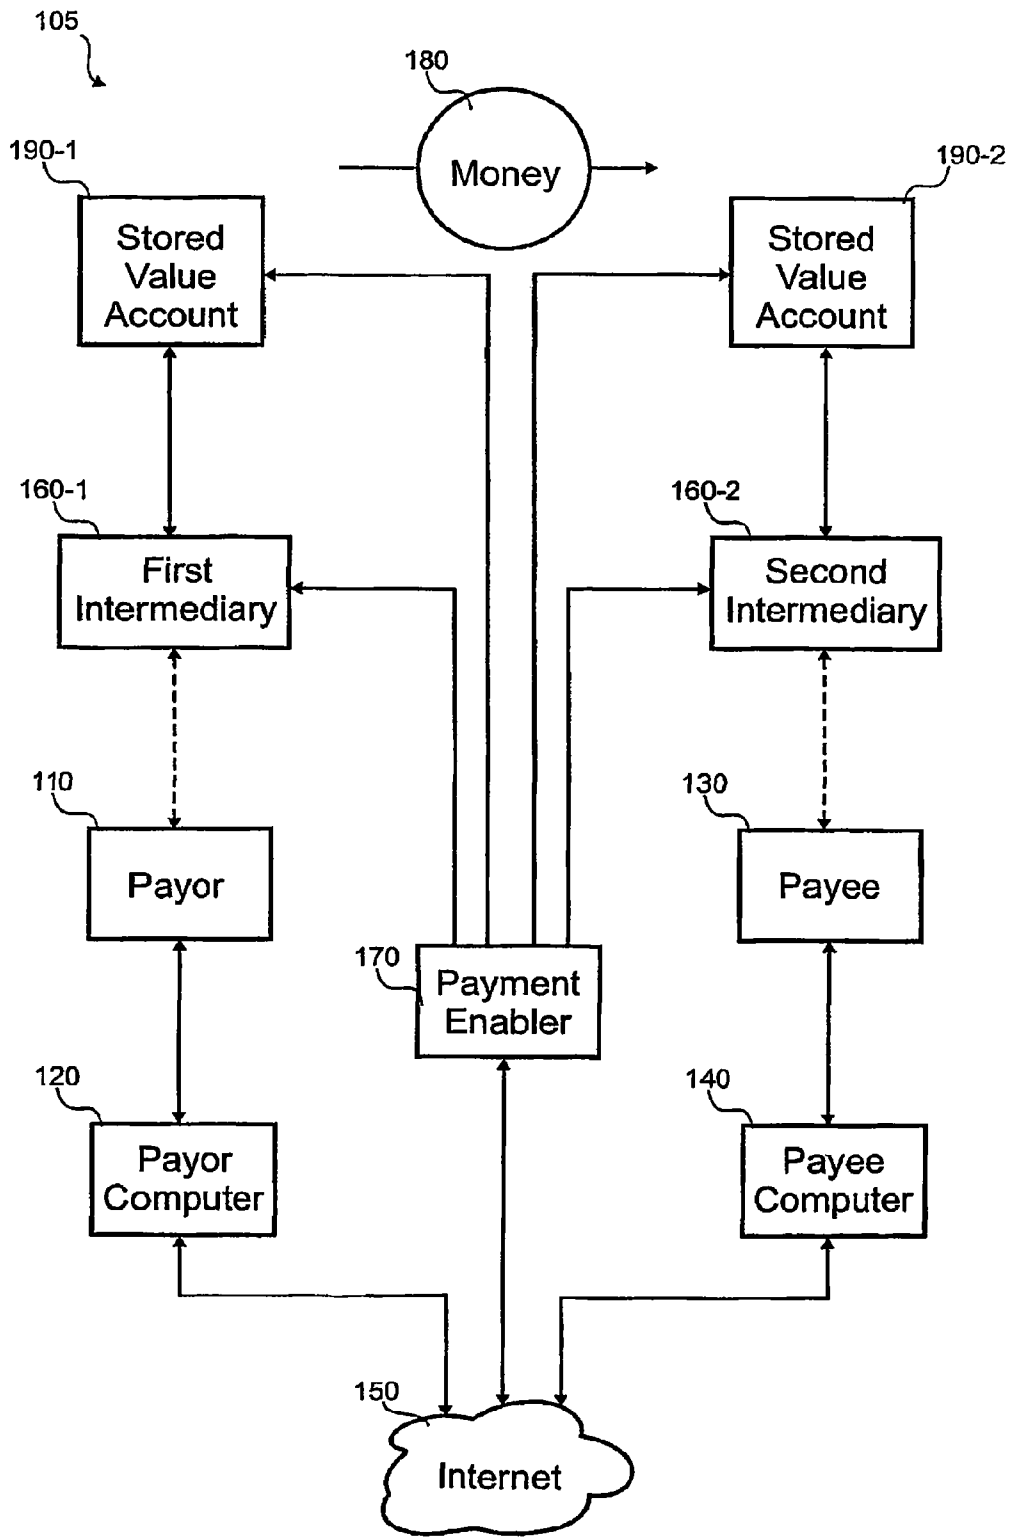 105
180
Money
190-1
Stored
Value
Account
190-2
Stored
Value
Account
160-1
First
Intermediary
160-2
Second
Intermediary
110
Payor
130
Payee
170
Payment
Enabler
120
Payor
Computer
140
Payee
Computer
150
Internet